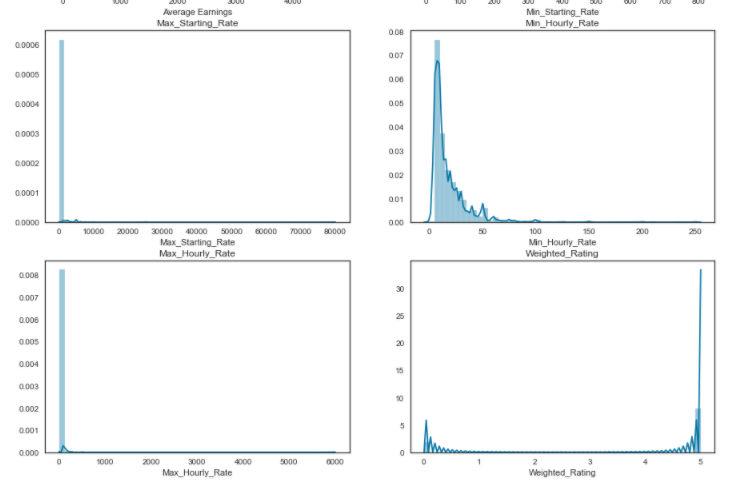 0 1000 2000 3000 4000
Average Earnings
0 100 200 300 400 500 600 700 800
Min_Starting_Rate
Max_Starting_Rate
0.0006
0.0005
0.0004
0.0003
0.0002
0.0001
0.0000
0 10000 20000 30000 40000 50000 60000 70000 80000
Max_Starting_Rate
Min_Hourly_Rate
0.08
0.07
0.06
0.05
0.04
0.03
0.02
0.01
0.00
0 50 100 150 200 250
Min_Hourly_Rate
Max_Hourly_Rate
0.008
0.007
0.006
0.005
0.004
0.003
0.002
0.001
0.000
0 1000 2000 3000 4000 5000 6000
Max_Hourly_Rate
Weighted_Rating
30
25
20
15
10
5
0
0 1 2 3 4 5
Weighted_Rating